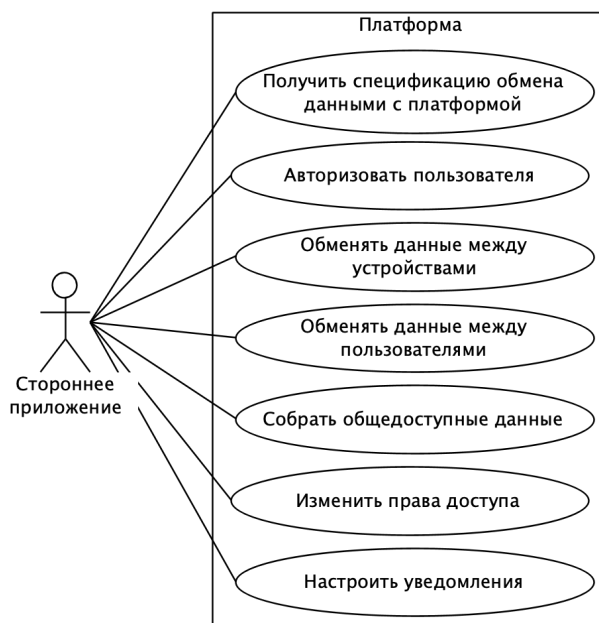 Платформа
Получить спецификацию обмена
данными с платформой
Авторизовать пользователя
Обменять данные между
устройствами
Обменять данные между
пользователями
Стороннее
приложение
Собрать общедоступные данные
Изменить права доступа
Настроить уведомления